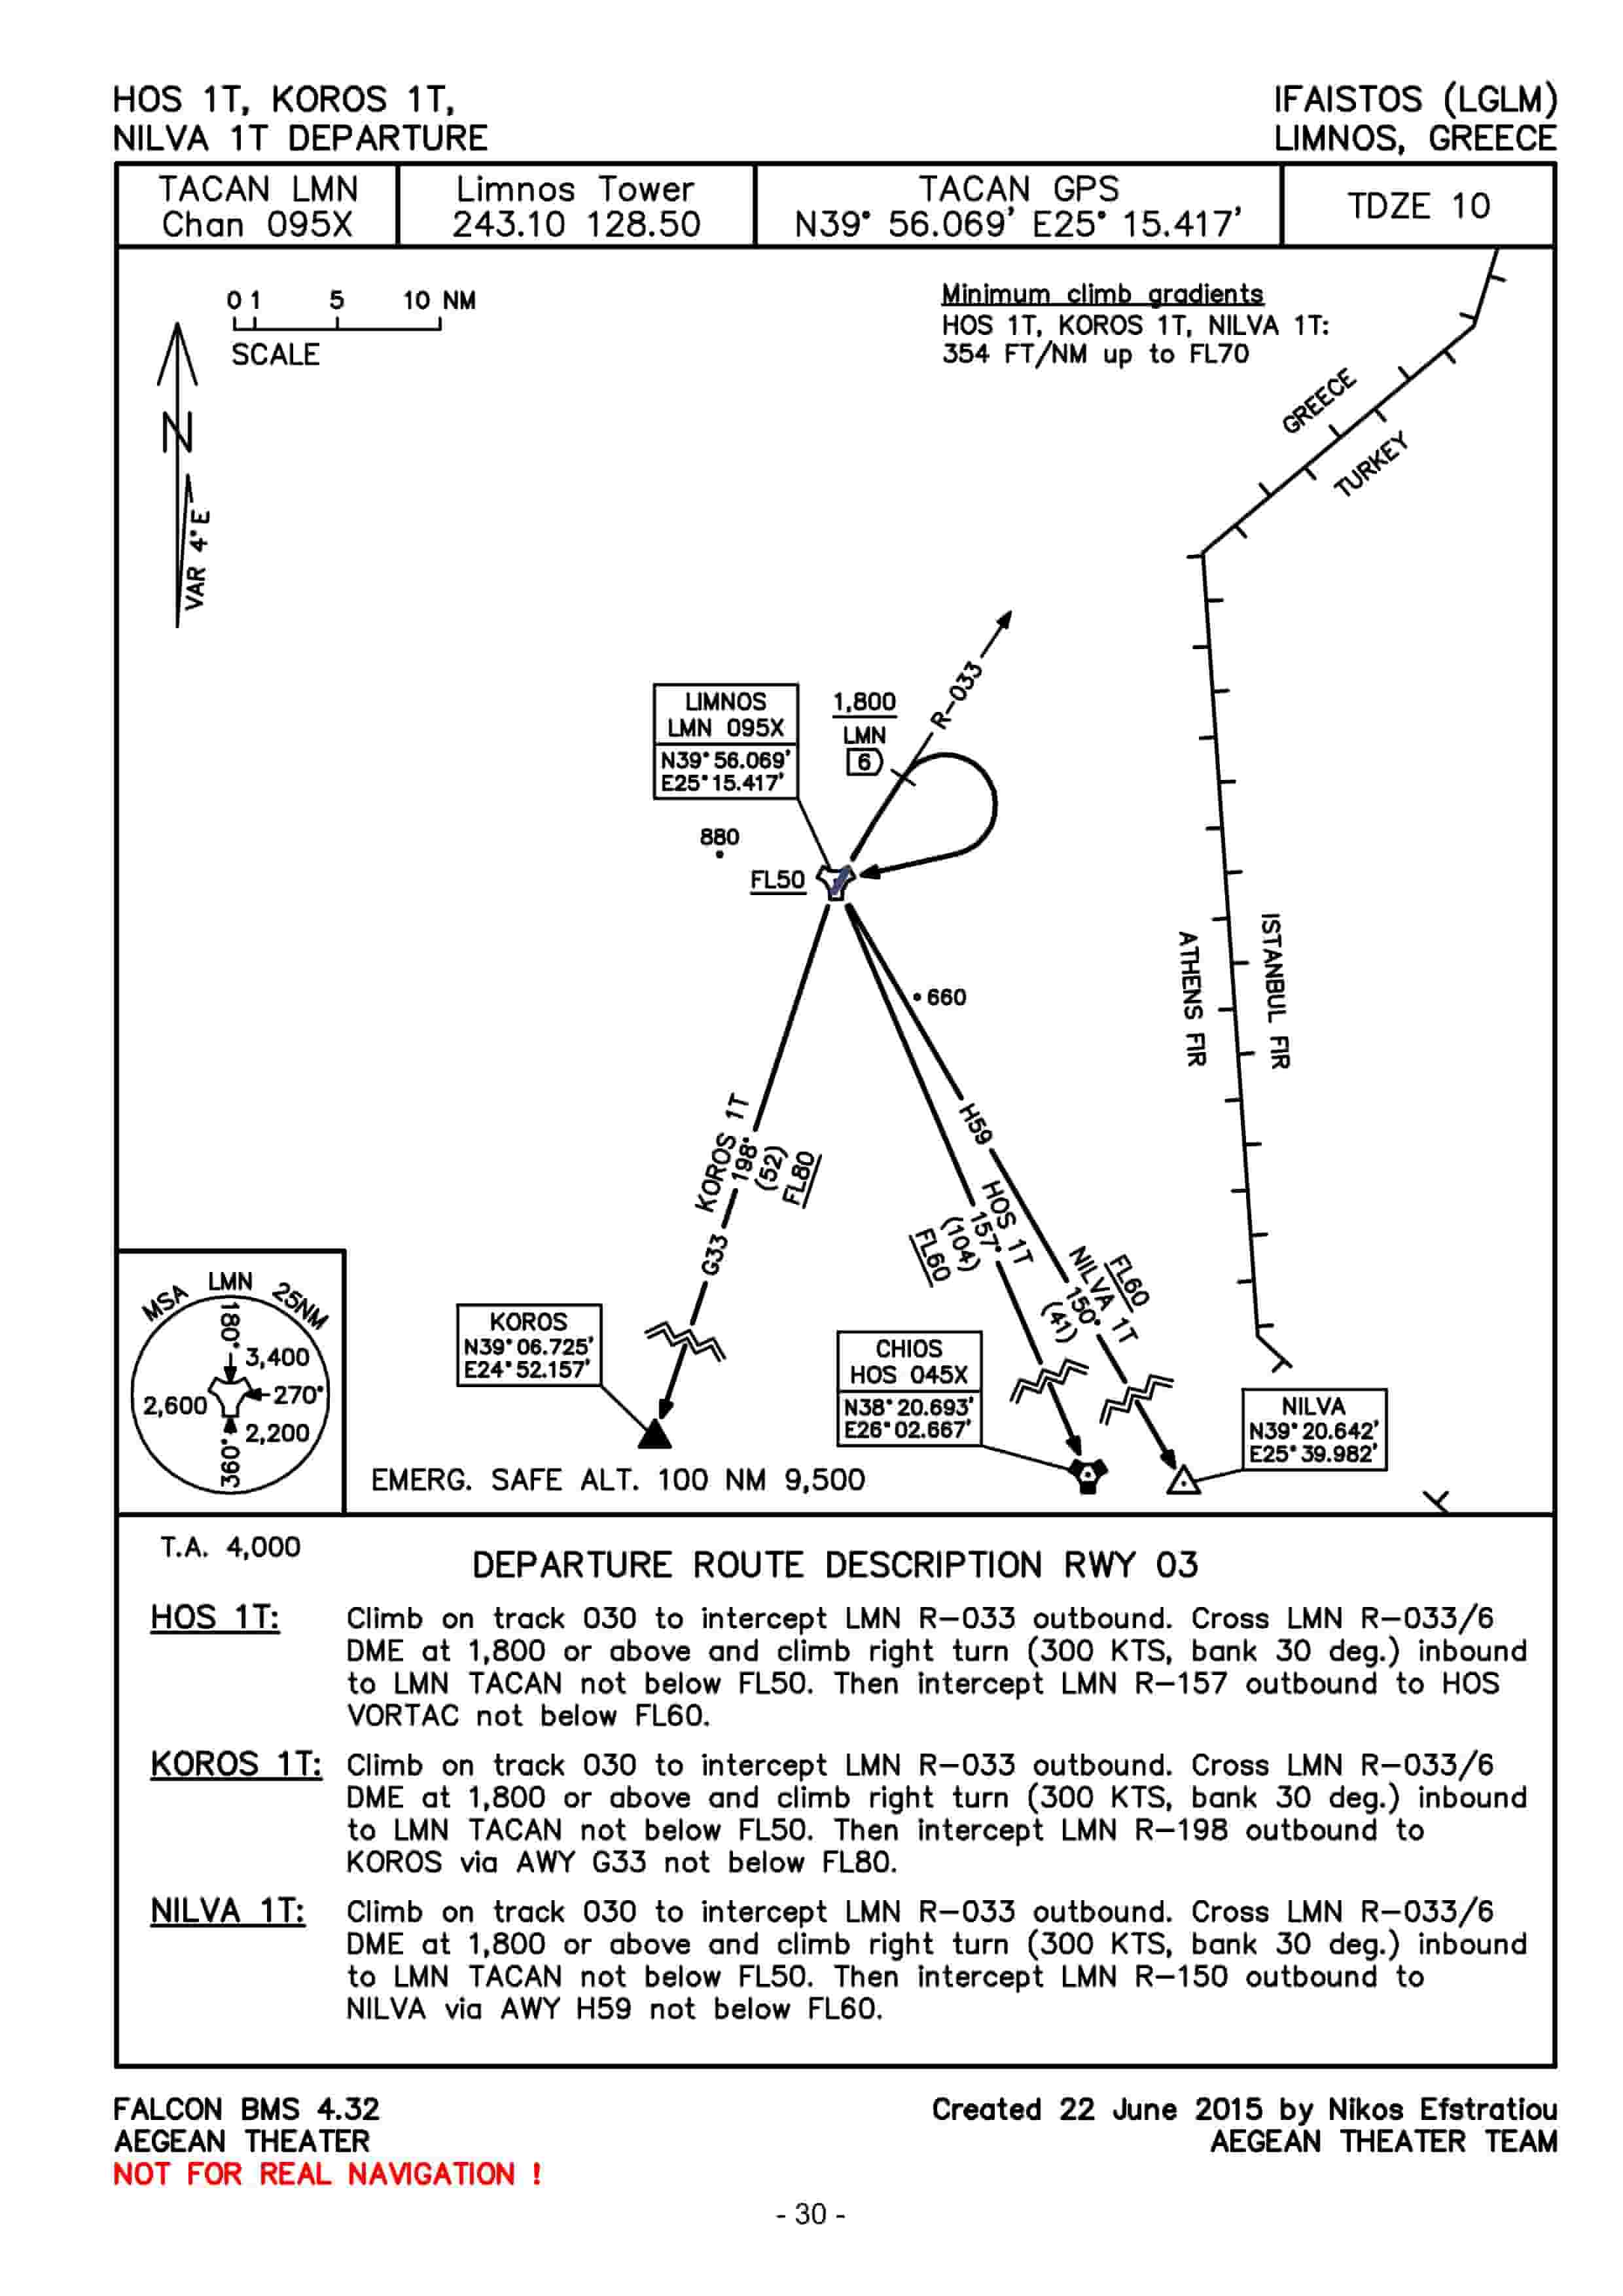 HOS 1T, KOROS 1T,
NILVA 1T DEPARTURE
IFAISTOS (LGLM)
LIMNOS, GREECE
TACAN LMN
Chan 095X
Limnos Tower
243.10 128.50
TACAN GPS
N39° 56.069' E25° 15.417'
TDZE 10
0 1 5 10 NM
SCALE
N
VAR 4°E
Minimum climb gradients
HOS 1T, KOROS 1T, NILVA 1T:
354 FT/NM up to FL70
GREECE
TURKEY
R-033
LIMNOS
LMN 095X
N39° 56.069'
E25° 15.417'
1,800
LMN
6
880
FL50
660
ATHENS FIR
ISTANBUL FIR
KOROS 1T
198°
(52)
FL80
G33
H59
HOS 1T
157°
(104)
FL60
NILVA 1T
150°
(41)
FL60
MSA LMN 25NM
180°
3,400
270°
2,600
2,200
360°
KOROS
N39° 06.725'
E24° 52.157'
CHIOS
HOS 045X
N38° 20.693'
E26° 02.667'
NILVA
N39° 20.642'
E25° 39.982'
EMERG. SAFE ALT. 100 NM 9,500
T.A. 4,000
DEPARTURE ROUTE DESCRIPTION RWY 03
HOS 1T: Climb on track 030 to intercept LMN R-033 outbound. Cross LMN R-033/6
DME at 1,800 or above and climb right turn (300 KTS, bank 30 deg.) inbound
to LMN TACAN not below FL50. Then intercept LMN R-157 outbound to HOS
VORTAC not below FL60.
KOROS 1T: Climb on track 030 to intercept LMN R-033 outbound. Cross LMN R-033/6
DME at 1,800 or above and climb right turn (300 KTS, bank 30 deg.) inbound
to LMN TACAN not below FL50. Then intercept LMN R-198 outbound to
KOROS via AWY G33 not below FL80.
NILVA 1T: Climb on track 030 to intercept LMN R-033 outbound. Cross LMN R-033/6
DME at 1,800 or above and climb right turn (300 KTS, bank 30 deg.) inbound
to LMN TACAN not below FL50. Then intercept LMN R-150 outbound to
NILVA via AWY H59 not below FL60.
FALCON BMS 4.32
AEGEAN THEATER
NOT FOR REAL NAVIGATION !
Created 22 June 2015 by Nikos Efstratiou
AEGEAN THEATER TEAM
- 30 -